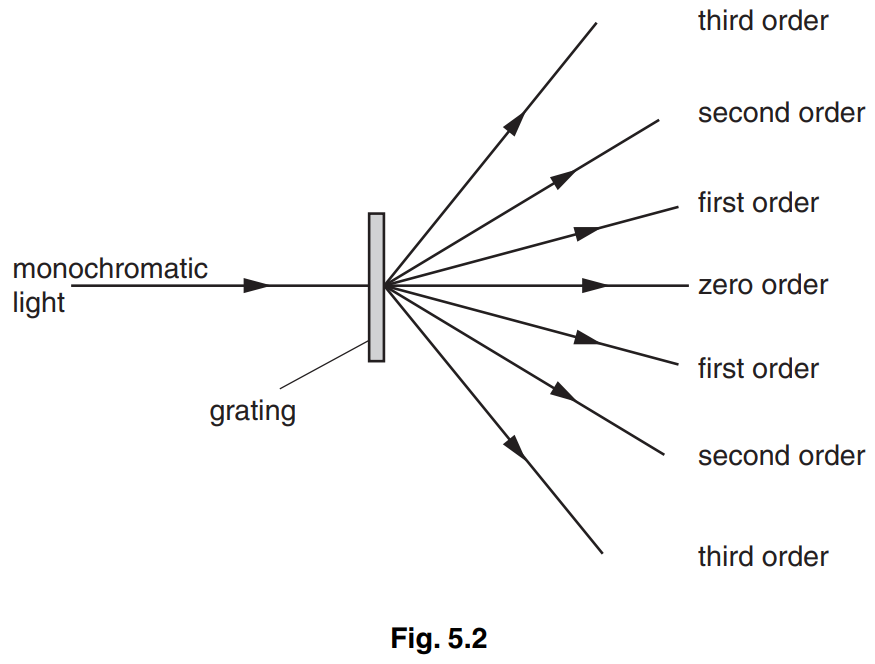 third order
second order
first order
monochromatic
light
zero order
first order
grating
second order
third order
Fig. 5.2